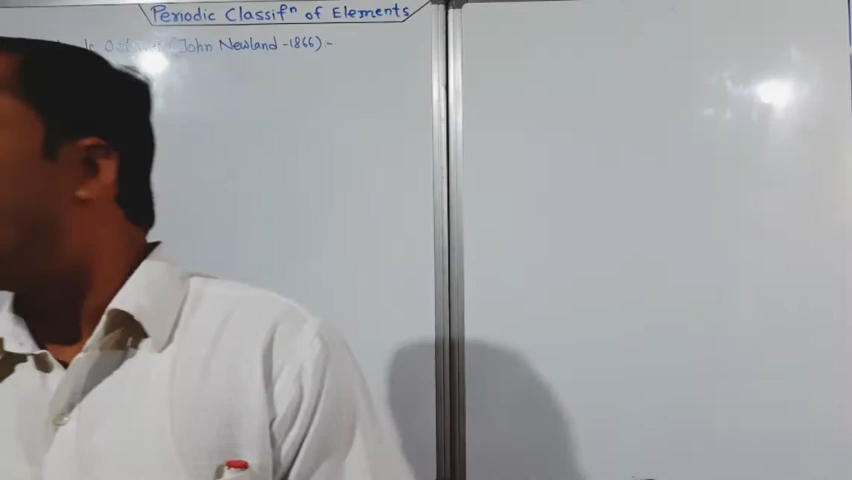 Periodic Classifⁿ of Elements
(John Newland -1866):-